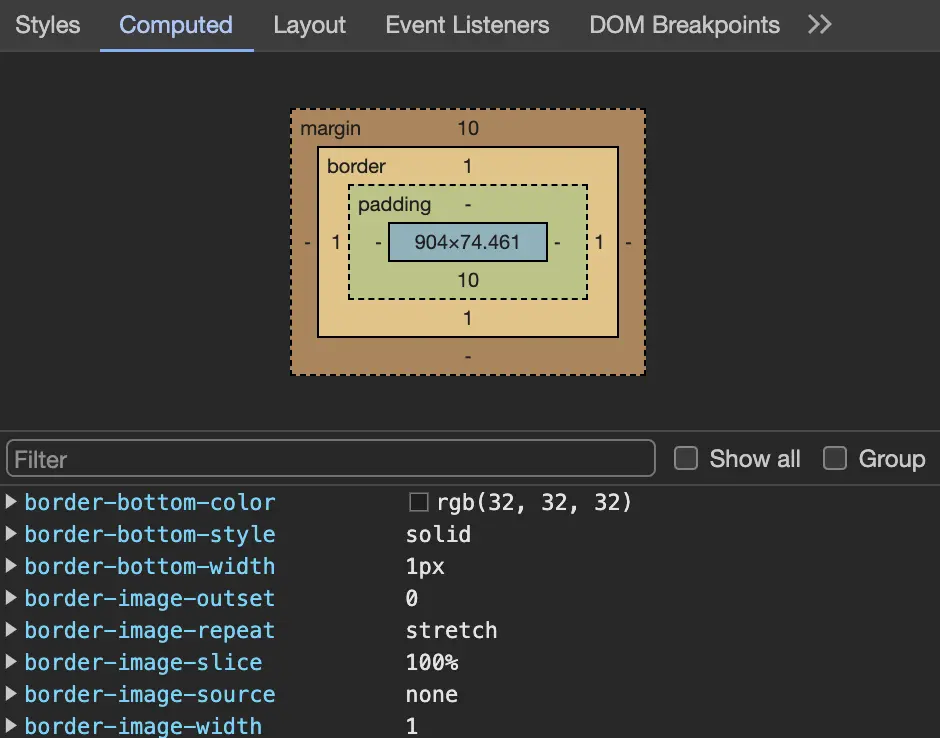 Styles Computed Layout Event Listeners DOM Breakpoints
margin 10
border 1
padding -
- 1 - 904×74.461 - 1 -
10
1
-
Filter Show all Group
border-bottom-color rgb(32, 32, 32)
border-bottom-style solid
border-bottom-width 1px
border-image-outset 0
border-image-repeat stretch
border-image-slice 100%
border-image-source none
border-image-width 1